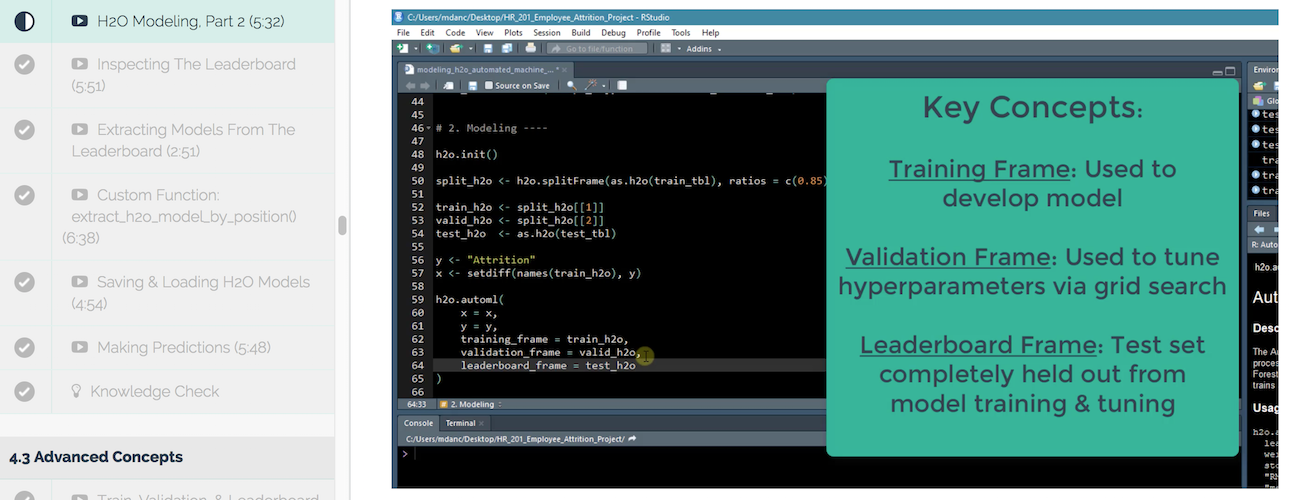 H2O Modeling, Part 2 (5:32)
Inspecting The Leaderboard
(5:51)
Extracting Models From The
Leaderboard (2:51)
Custom Function:
extract_h2o_model_by_position()
(6:38)
Saving & Loading H2O Models
(4:54)
Making Predictions (5:48)
Knowledge Check
4.3 Advanced Concepts
Train, Validation, & Leaderboard
C:/Users/mdanc/Desktop/HR_201_Employee_Attrition_Project - RStudio
File Edit Code View Plots Session Build Debug Profile Tools Help
Go to file/function Addins
modeling_h2o_automated_machine_...*
Source on Save
44
45
46 # 2. Modeling ----
47
48 h2o.init()
49
50 split_h2o <- h2o.splitFrame(as.h2o(train_tbl), ratios = c(0.85)
51
52 train_h2o <- split_h2o[[1]]
53 valid_h2o <- split_h2o[[2]]
54 test_h2o <- as.h2o(test_tbl)
55
56 y <- "Attrition"
57 x <- setdiff(names(train_h2o), y)
58
59 h2o.automl(
60 x = x,
61 y = y,
62 training_frame = train_h2o,
63 validation_frame = valid_h2o,
64 leaderboard_frame = test_h2o
65 )
66
64:33 2. Modeling
Console Terminal
C:/Users/mdanc/Desktop/HR_201_Employee_Attrition_Project/
>
Key Concepts:
Training Frame: Used to
develop model
Validation Frame: Used to tune
hyperparameters via grid search
Leaderboard Frame: Test set
completely held out from
model training & tuning
Environ
Glo
tes
tes
tes
tra
tra
tra
Files
R: Auto
h2o.a
Aut
Desc
The Au
proces
Forest
trains
Usag
h2o.a
lea
wei
sto